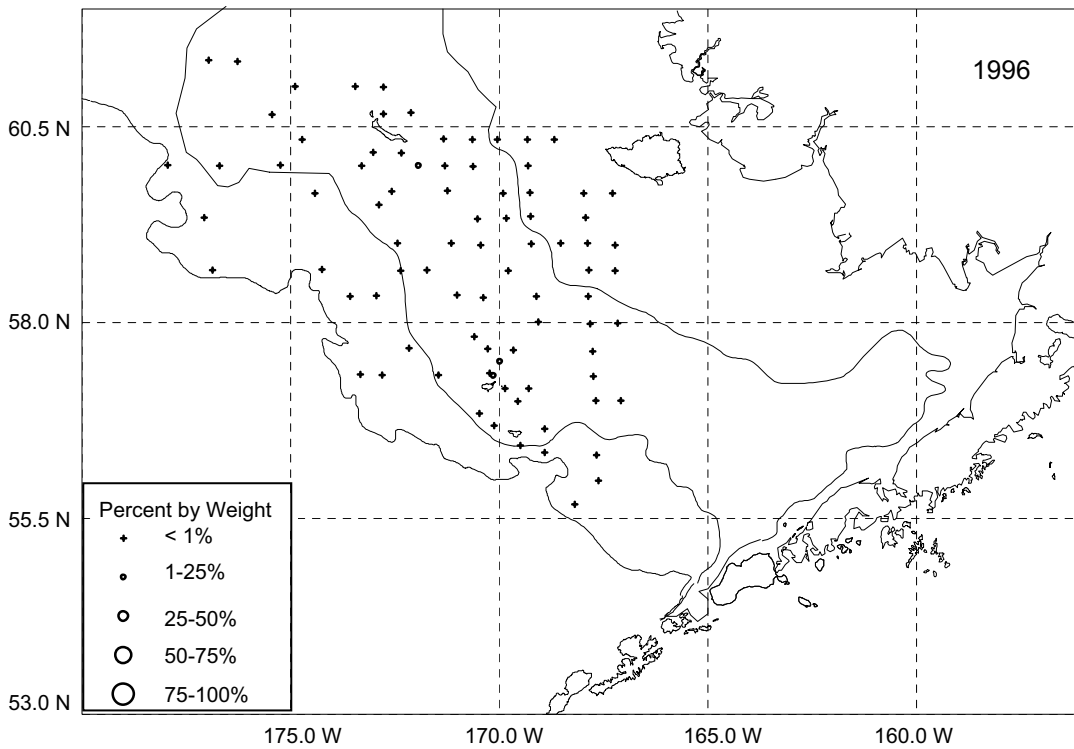 1996
60.5 N
58.0 N
55.5 N
53.0 N
Percent by Weight
< 1%
1-25%
25-50%
50-75%
75-100%
175.0 W
170.0 W
165.0 W
160.0 W